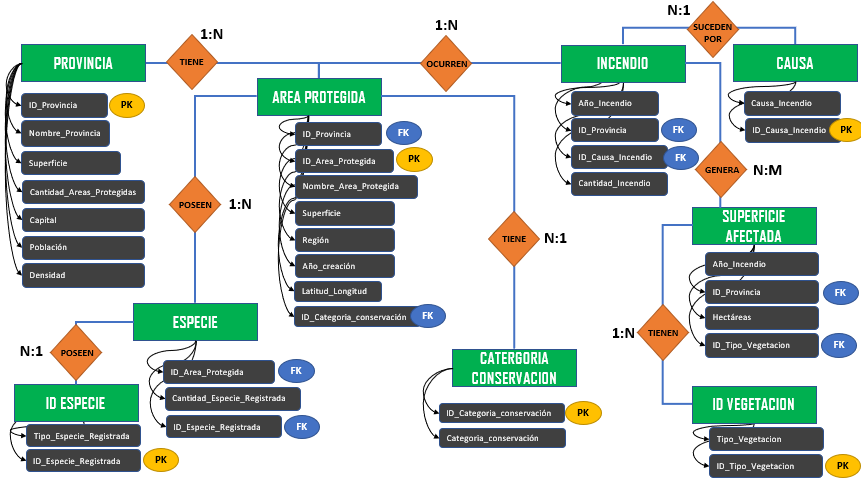 N:1
SUCEDEN
POR
1:N
1:N
PROVINCIA
TIENE
OCURREN
INCENDIO
CAUSA
AREA PROTEGIDA
ID_Provincia
PK
Nombre_Provincia
Superficie
Cantidad_Areas_Protegidas
Capital
Población
Densidad
POSEEN
1:N
ID_Provincia
FK
ID_Area_Protegida
PK
Nombre_Area_Protegida
Superficie
Región
Año_creación
Latitud_Longitud
ID_Categoria_conservación
FK
TIENE
N:1
Año_Incendio
ID_Provincia
FK
ID_Causa_Incendio
FK
Cantidad_Incendio
Causa_Incendio
ID_Causa_Incendio
PK
GENERA
N:M
SUPERFICIE
AFECTADA
Año_Incendio
ID_Provincia
FK
Hectáreas
ID_Tipo_Vegetacion
FK
1:N
TIENEN
ESPECIE
N:1
POSEEN
ID_Area_Protegida
FK
Cantidad_Especie_Registrada
ID_Especie_Registrada
FK
ID ESPECIE
Tipo_Especie_Registrada
ID_Especie_Registrada
PK
CATERGORIA
CONSERVACION
ID_Categoria_conservación
PK
Categoria_conservación
ID VEGETACION
Tipo_Vegetacion
ID_Tipo_Vegetacion
PK